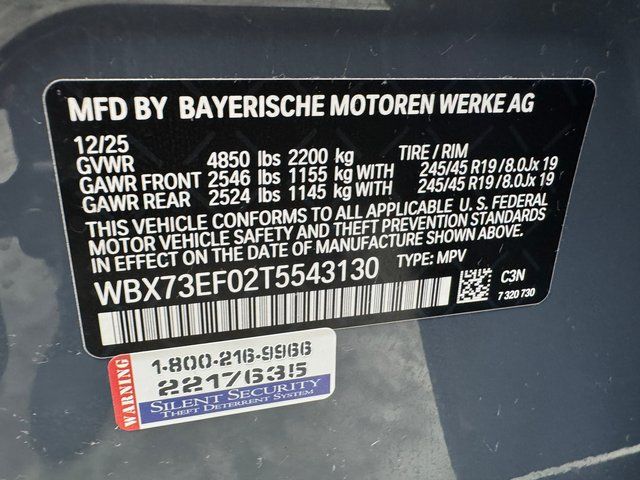 MFD BY BAYERISCHE MOTOREN WERKE AG
12/25
GVWR 4850 lbs 2200 kg TIRE / RIM
GAWR FRONT 2546 lbs 1155 kg WITH 245/45 R19/8.0Jx19
GAWR REAR 2524 lbs 1145 kg WITH 245/45 R19/8.0Jx19
THIS VEHICLE CONFORMS TO ALL APPLICABLE U.S. FEDERAL
MOTOR VEHICLE SAFETY AND THEFT PREVENTION STANDARDS
IN EFFECT ON THE DATE OF MANUFACTURE SHOWN ABOVE.
WBX73EF02T5543130 TYPE: MPV
C3N
7 320 730
WARNING
1-800-216-9966
2217635
SILENT SECURITY
THEFT DETERRENT SYSTEM